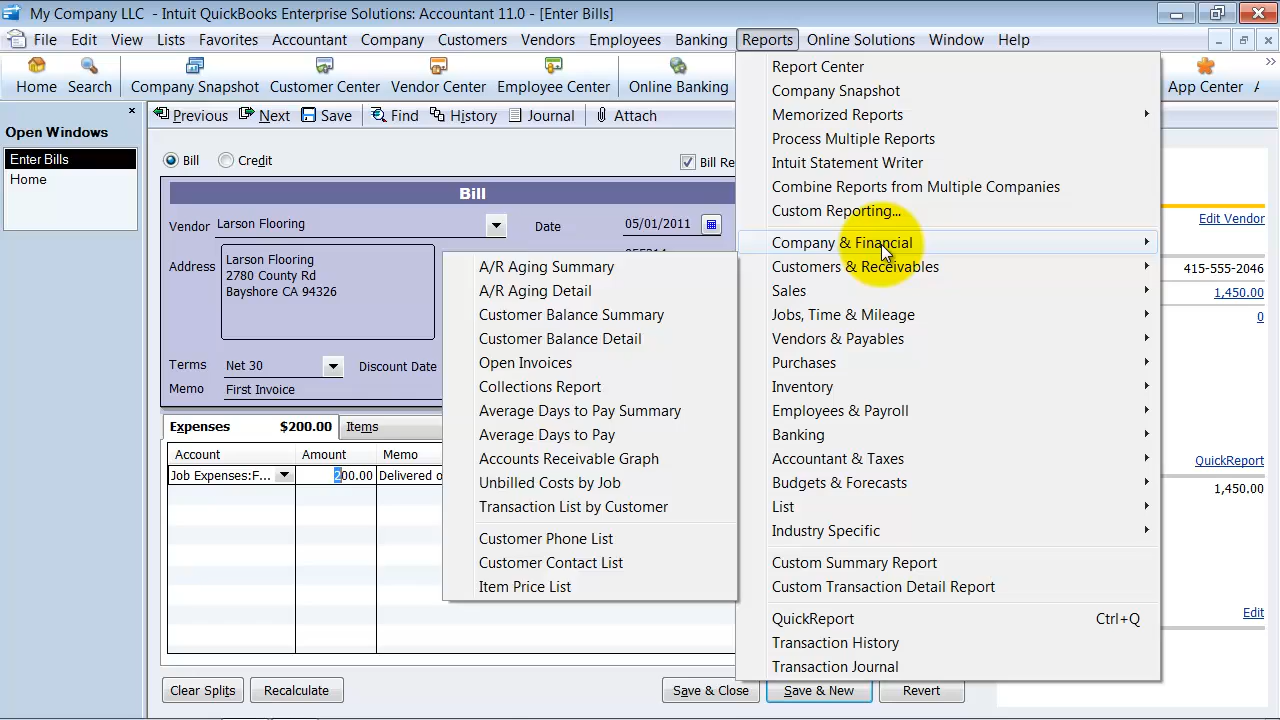 My Company LLC - Intuit QuickBooks Enterprise Solutions: Accountant 11.0 - [Enter Bills]
File Edit View Lists Favorites Accountant Company Customers Vendors Employees Banking Reports Online Solutions Window Help
Home Search Company Snapshot Customer Center Vendor Center Employee Center Online Banking App Center
Open Windows
Enter Bills
Home
Previous Next Save Find History Journal Attach
Bill Credit Bill Re
Bill
Vendor Larson Flooring Date 05/01/2011
Address
Larson Flooring
2780 County Rd
Bayshore CA 94326
Terms Net 30 Discount Date
Memo First Invoice
Expenses $200.00 Items
Account Amount Memo
Job Expenses:F... 200.00 Delivered o
Clear Splits Recalculate Save & Close Save & New Revert
A/R Aging Summary
A/R Aging Detail
Customer Balance Summary
Customer Balance Detail
Open Invoices
Collections Report
Average Days to Pay Summary
Average Days to Pay
Accounts Receivable Graph
Unbilled Costs by Job
Transaction List by Customer
Customer Phone List
Customer Contact List
Item Price List
Report Center
Company Snapshot
Memorized Reports
Process Multiple Reports
Intuit Statement Writer
Combine Reports from Multiple Companies
Custom Reporting...
Company & Financial
Customers & Receivables
Sales
Jobs, Time & Mileage
Vendors & Payables
Purchases
Inventory
Employees & Payroll
Banking
Accountant & Taxes
Budgets & Forecasts
List
Industry Specific
Custom Summary Report
Custom Transaction Detail Report
QuickReport Ctrl+Q
Transaction History
Transaction Journal
Edit Vendor
415-555-2046
1,450.00
0
QuickReport
1,450.00
Edit